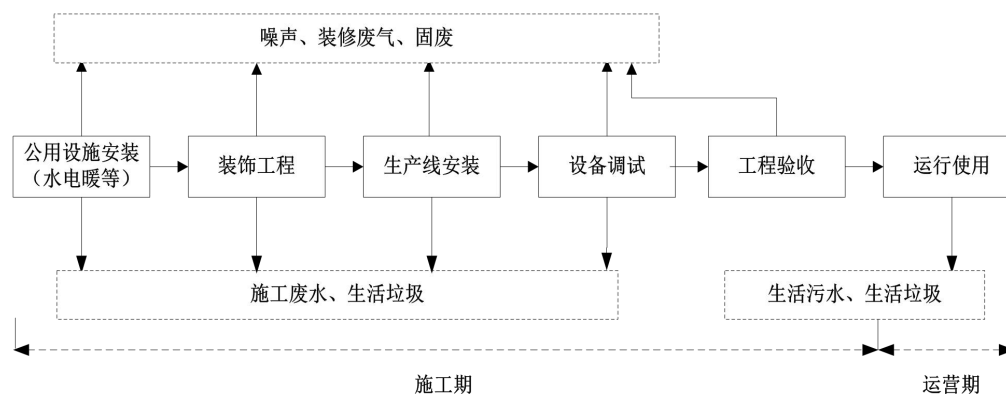 噪声、装修废气、固废
公用设施安装
（水电暖等）
装饰工程
生产线安装
设备调试
工程验收
运行使用
施工废水、生活垃圾
生活污水、生活垃圾
施工期
运营期